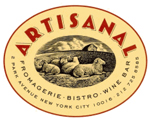 ARTISANAL
FROMAGERIE · BISTRO · WINE BAR
2 PARK AVENUE NEW YORK CITY 10016, 212 725 8585